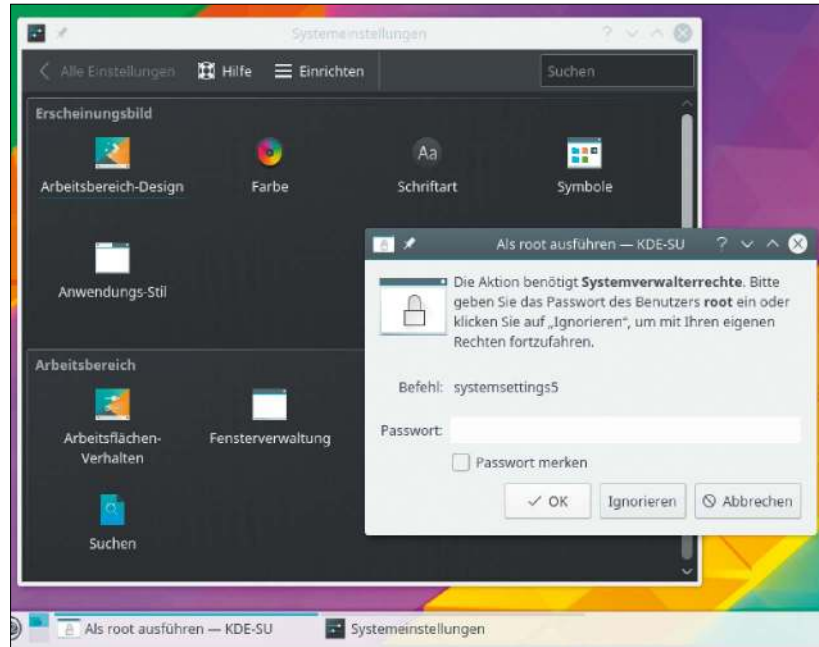 Systemeinstellungen
Alle Einstellungen Hilfe Einrichten Suchen
Erscheinungsbild
Arbeitsbereich-Design Farbe Schriftart Symbole
Anwendungs-Stil
Arbeitsbereich
Arbeitsflächen-
Verhalten
Fensterverwaltung
Suchen
Als root ausführen — KDE-SU
Die Aktion benötigt Systemverwalterrechte. Bitte
geben Sie das Passwort des Benutzers root ein oder
klicken Sie auf „Ignorieren“, um mit Ihren eigenen
Rechten fortzufahren.
Befehl: systemsettings5
Passwort:
Passwort merken
OK Ignorieren Abbrechen
Als root ausführen — KDE-SU Systemeinstellungen